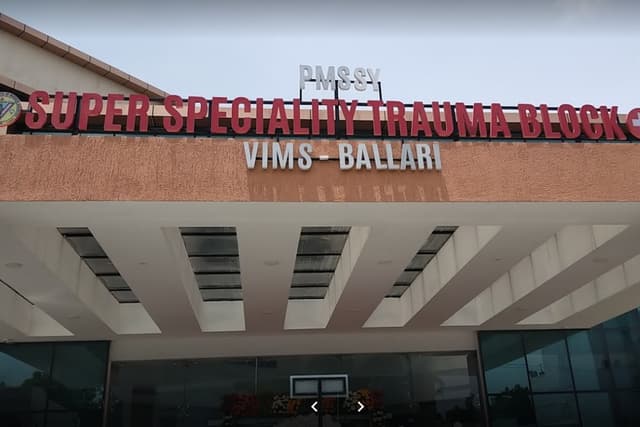 PMSSY
SUPER SPECIALITY TRAUMA BLOCK
VIMS - BALLARI